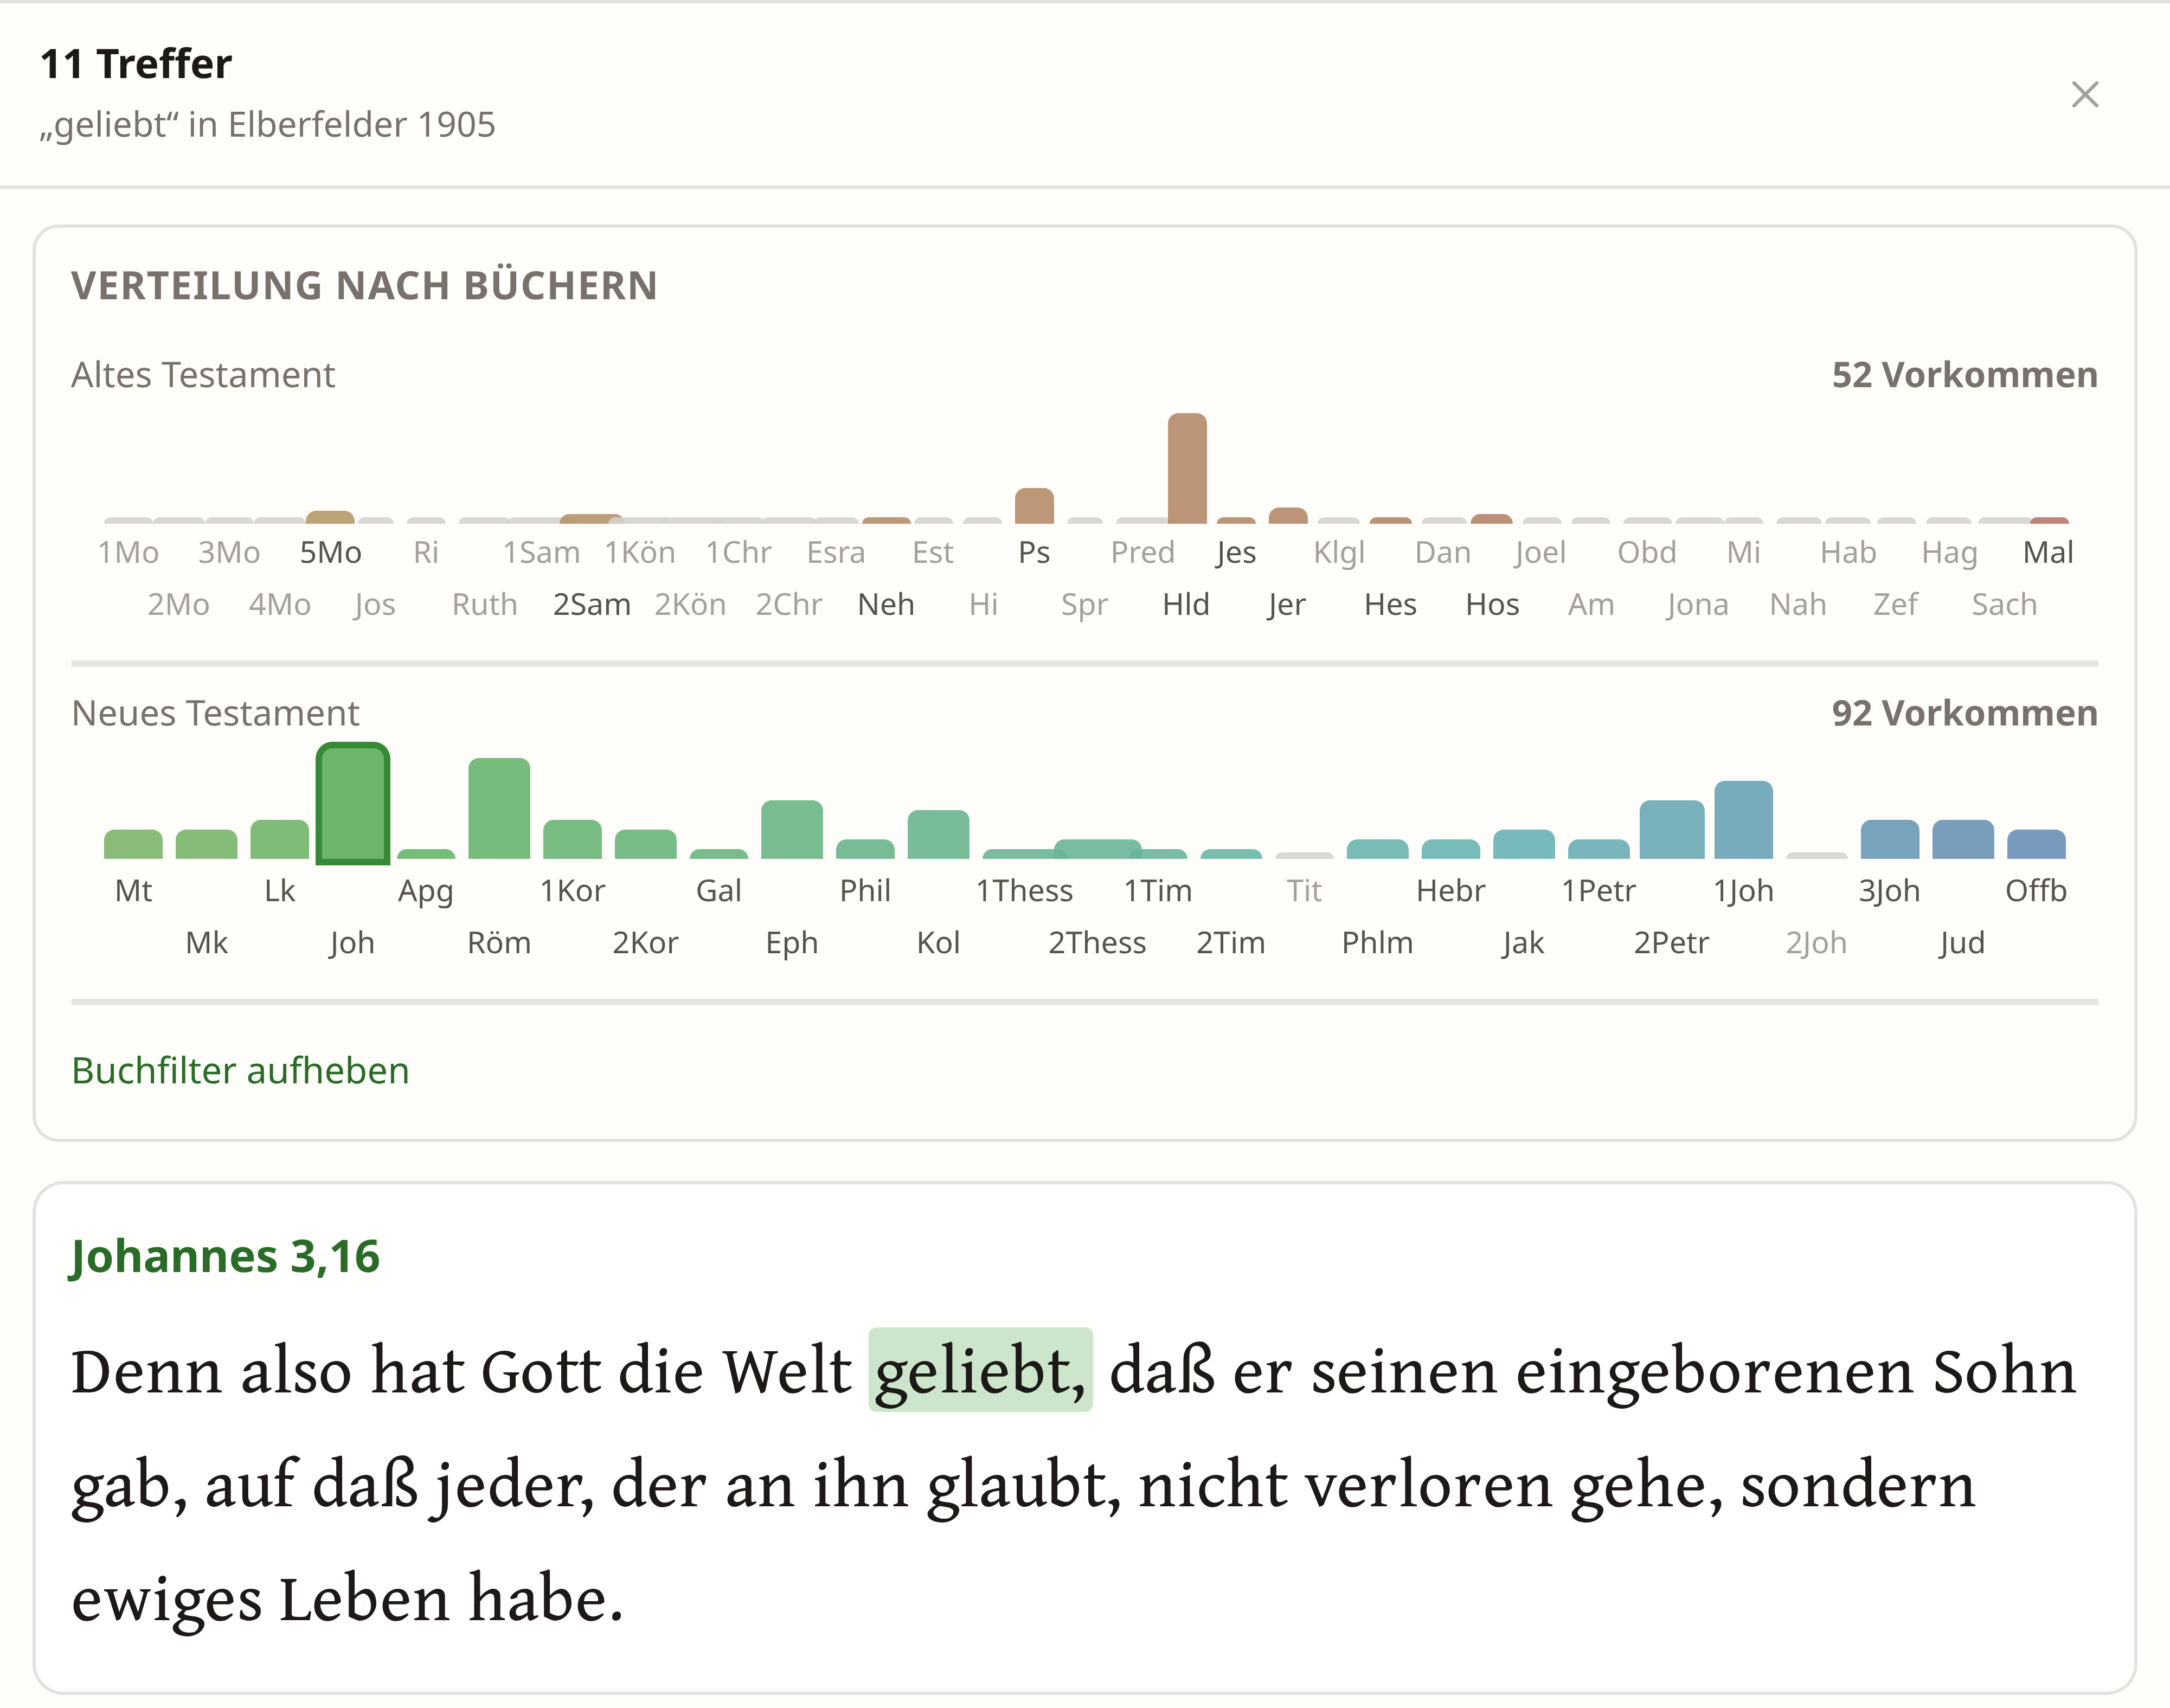 11 Treffer
„geliebt“ in Elberfelder 1905
VERTEILUNG NACH BÜCHERN
Altes Testament 52 Vorkommen
1Mo 3Mo 5Mo Ri 1Sam 1Kön 1Chr Esra Est Ps Pred Jes Klgl Dan Joel Obd Mi Hab Hag Mal
2Mo 4Mo Jos Ruth 2Sam 2Kön 2Chr Neh Hi Spr Hld Jer Hes Hos Am Jona Nah Zef Sach
Neues Testament 92 Vorkommen
Mt Lk Apg 1Kor Gal Phil 1Thess 1Tim Tit Hebr 1Petr 1Joh 3Joh Offb
Mk Joh Röm 2Kor Eph Kol 2Thess 2Tim Phlm Jak 2Petr 2Joh Jud
Buchfilter aufheben
Johannes 3,16
Denn also hat Gott die Welt geliebt, daß er seinen eingeborenen Sohn
gab, auf daß jeder, der an ihn glaubt, nicht verloren gehe, sondern
ewiges Leben habe.